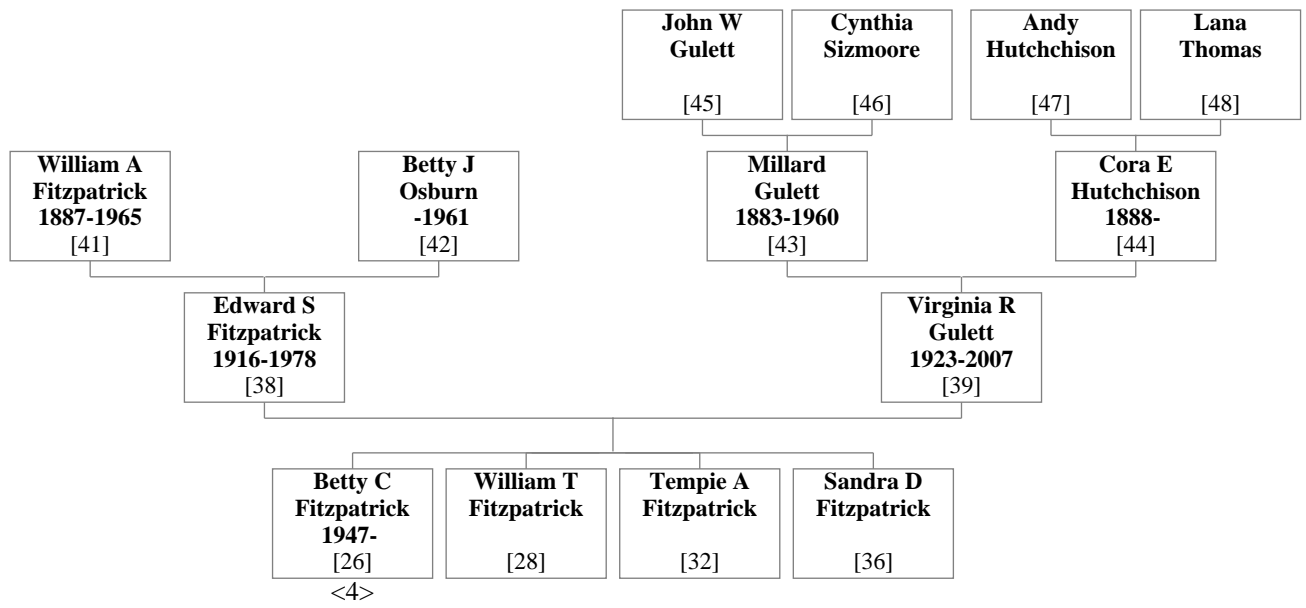 John W
Gulett
[45]
Cynthia
Sizmoore
[46]
Andy
Hutchchison
[47]
Lana
Thomas
[48]
William A
Fitzpatrick
1887-1965
[41]
Betty J
Osburn
-1961
[42]
Millard
Gulett
1883-1960
[43]
Cora E
Hutchchison
1888-
[44]
Edward S
Fitzpatrick
1916-1978
[38]
Virginia R
Gulett
1923-2007
[39]
Betty C
Fitzpatrick
1947-
[26]
<4>
William T
Fitzpatrick
[28]
Tempie A
Fitzpatrick
[32]
Sandra D
Fitzpatrick
[36]